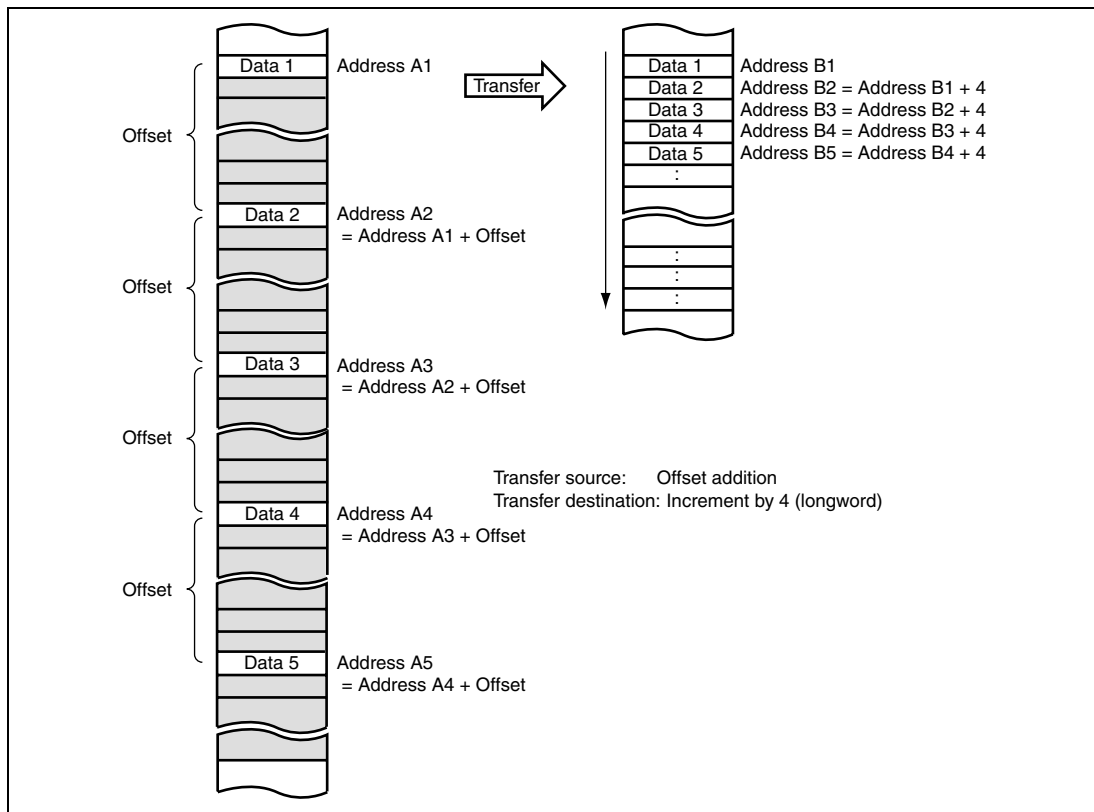 Data 1 Address A1
Offset
Data 2 Address A2
= Address A1 + Offset
Offset
Data 3 Address A3
= Address A2 + Offset
Offset
Data 4 Address A4
= Address A3 + Offset
Offset
Data 5 Address A5
= Address A4 + Offset
Transfer
Data 1 Address B1
Data 2 Address B2 = Address B1 + 4
Data 3 Address B3 = Address B2 + 4
Data 4 Address B4 = Address B3 + 4
Data 5 Address B5 = Address B4 + 4
:
:
:
:
Transfer source: Offset addition
Transfer destination: Increment by 4 (longword)